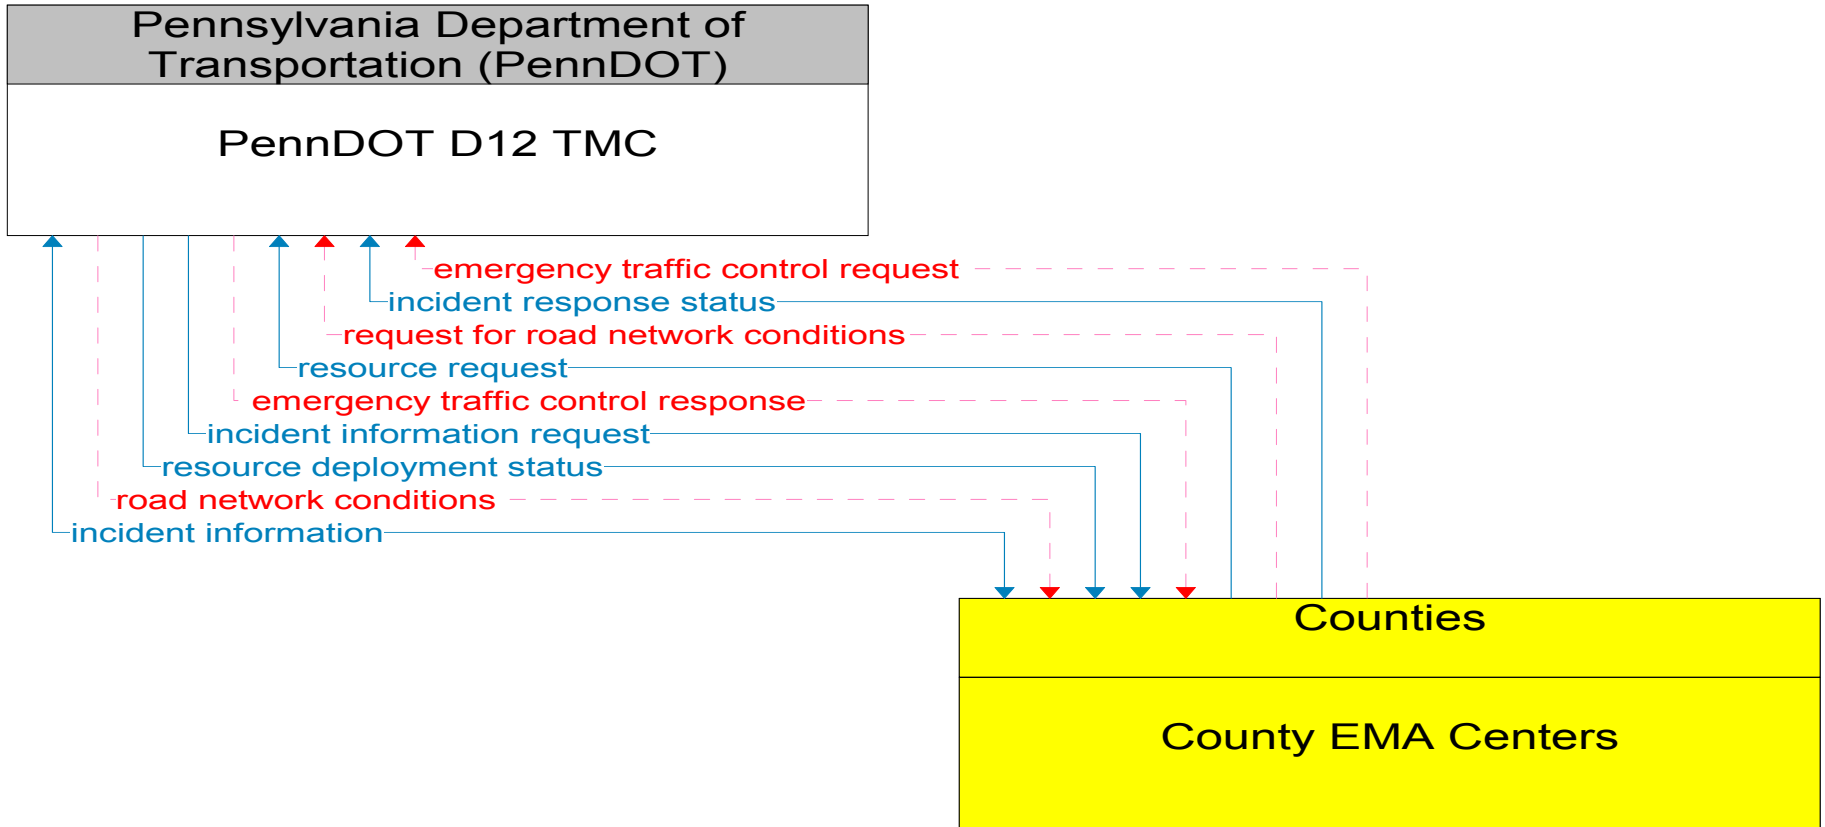 Pennsylvania Department of
Transportation (PennDOT)
PennDOT D12 TMC
emergency traffic control request
incident response status
request for road network conditions
resource request
emergency traffic control response
incident information request
resource deployment status
road network conditions
incident information
Counties
County EMA Centers